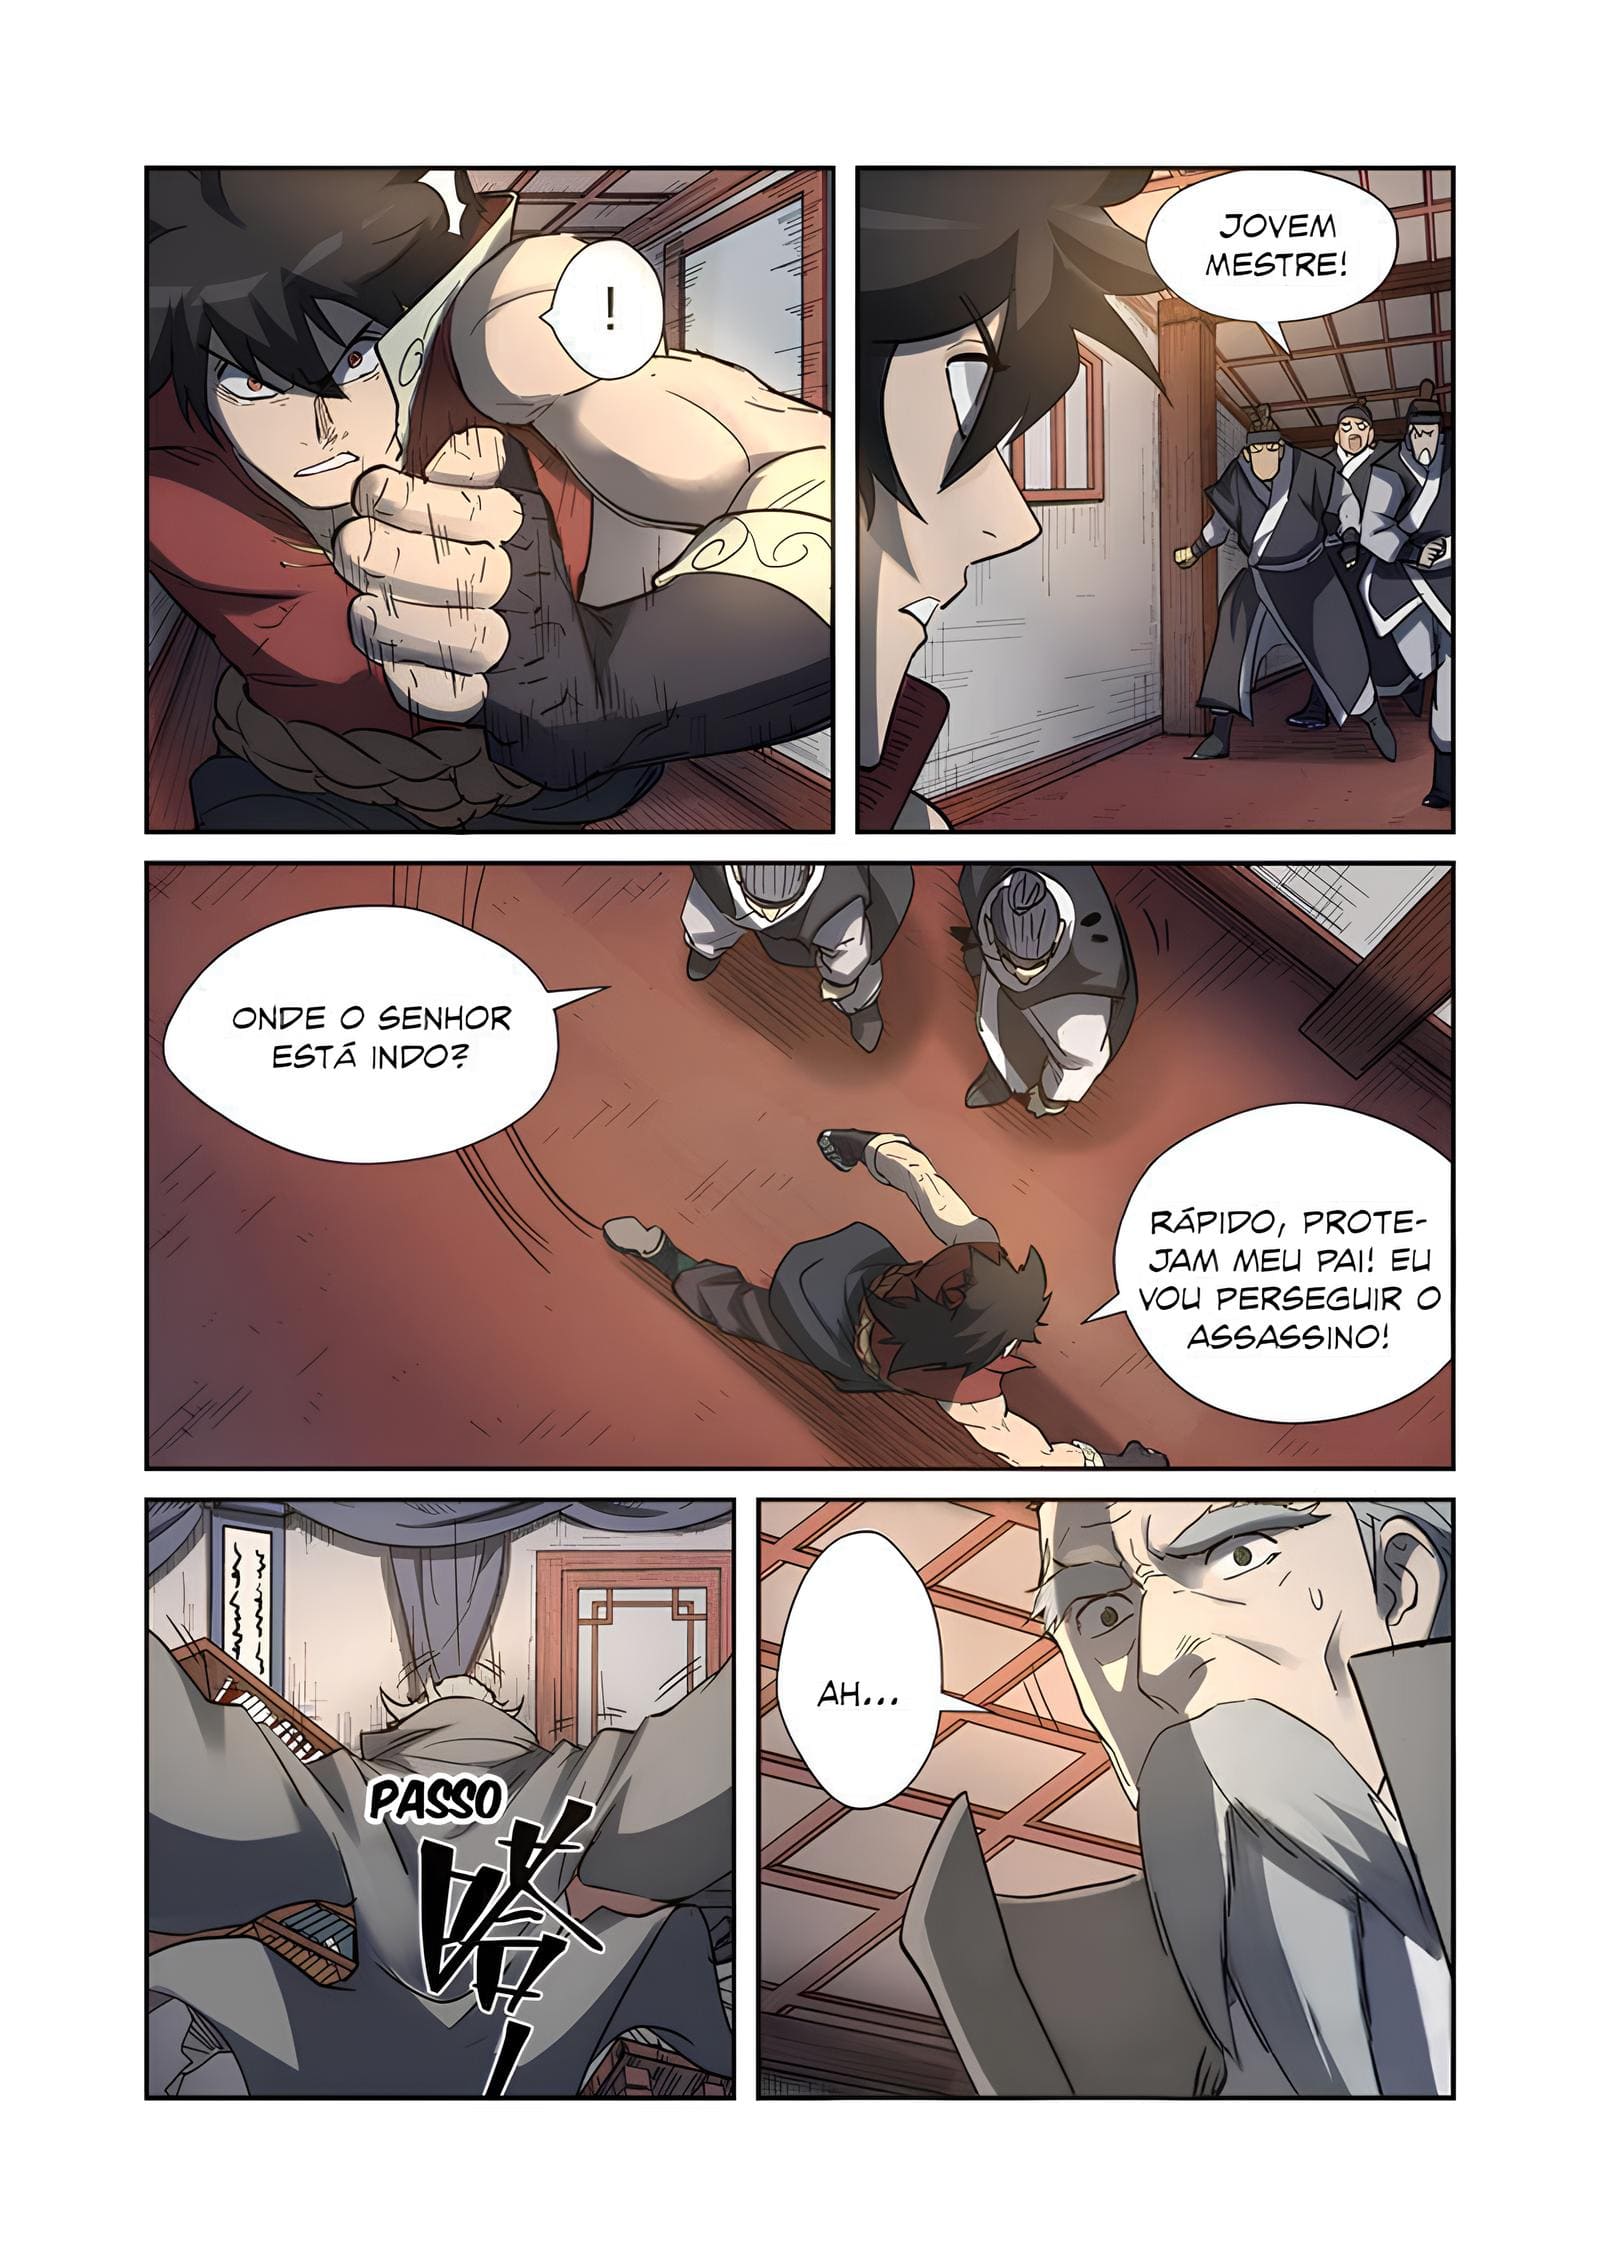 !
JOVEM
MESTRE!
ONDE O SENHOR
ESTÁ INDO?
RÁPIDO, PROTE-
JAM MEU PAI! EU
VOU PERSEGUIR O
ASSASSINO!
PASSO
嗒!
AH...